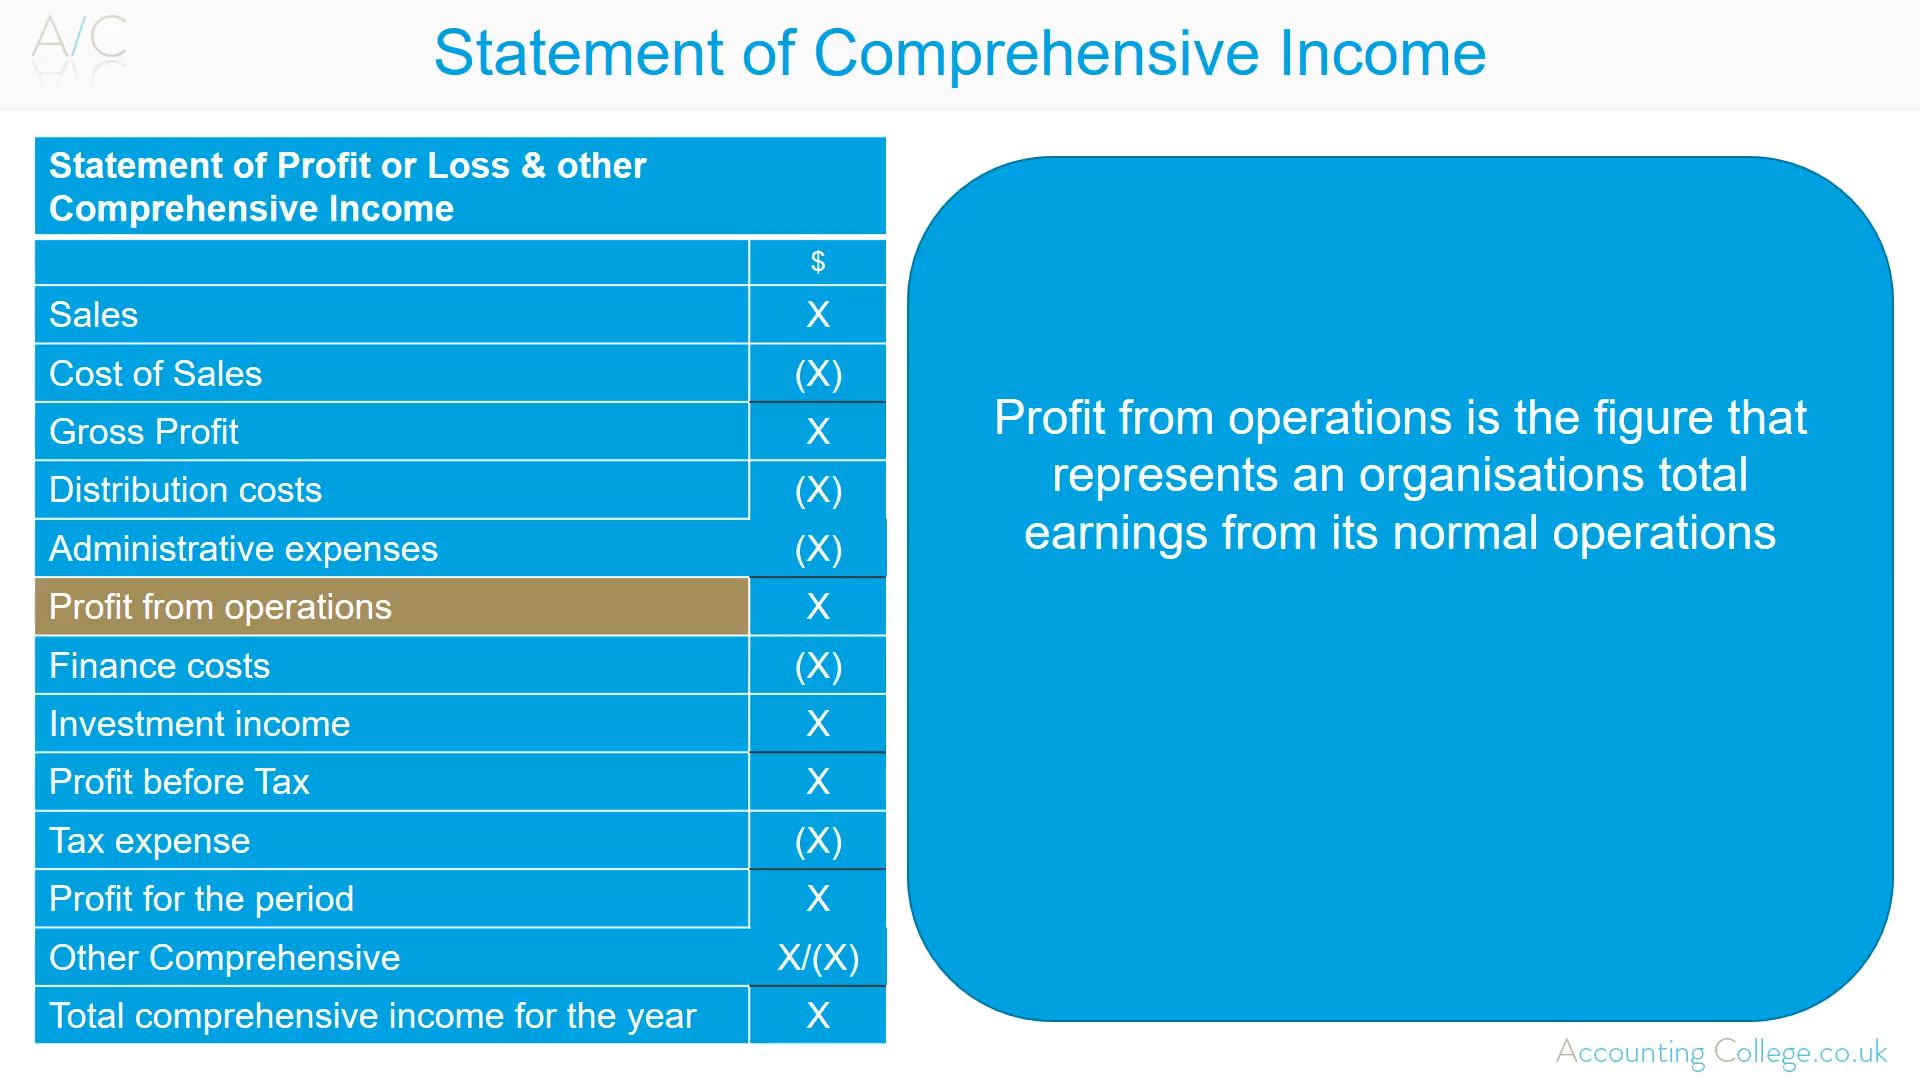 A/C
Statement of Comprehensive Income
Statement of Profit or Loss & other
Comprehensive Income
$
Sales X
Cost of Sales (X)
Gross Profit X
Distribution costs (X)
Administrative expenses (X)
Profit from operations X
Finance costs (X)
Investment income X
Profit before Tax X
Tax expense (X)
Profit for the period X
Other Comprehensive X/(X)
Total comprehensive income for the year X
Profit from operations is the figure that
represents an organisations total
earnings from its normal operations
Accounting College.co.uk